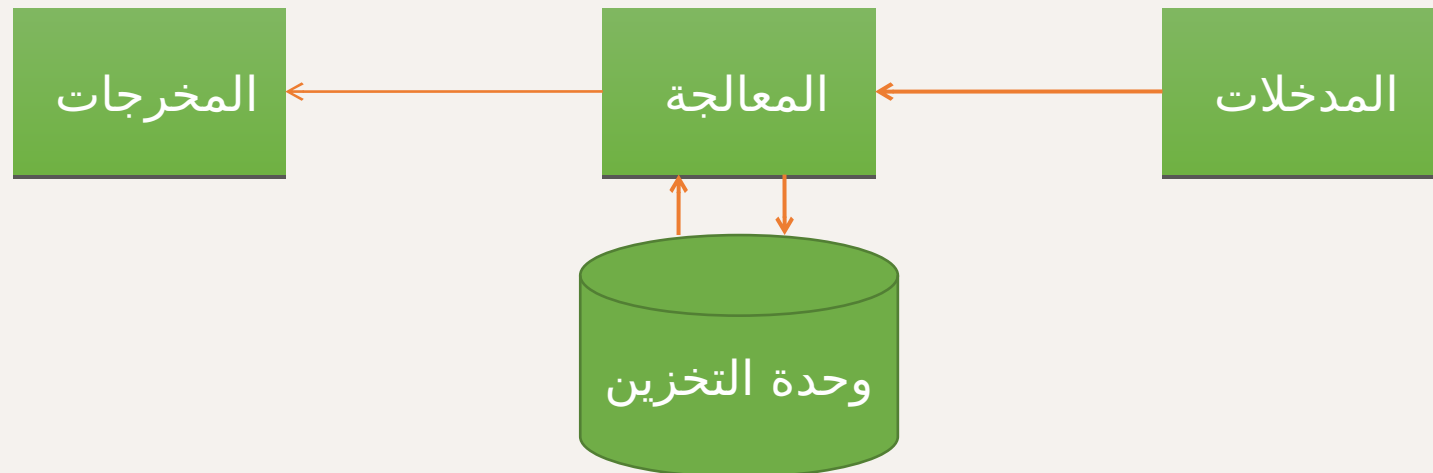 المدخلات
المعالجة
المخرجات
وحدة التخزين